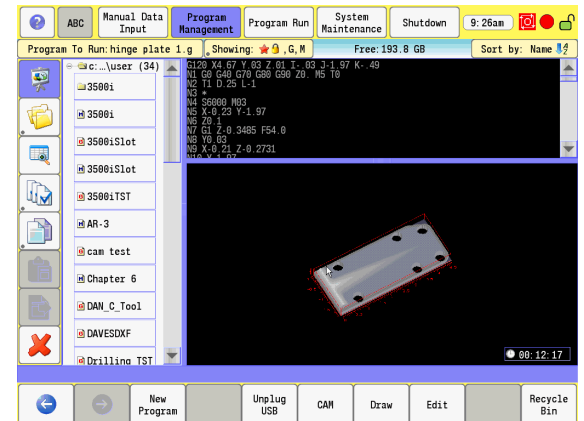 ?
ABC
Manual Data
Input
Program
Management
Program Run
System
Maintenance
Shutdown
9:26am
Program To Run:hinge plate 1.g
Showing: ,G,M
Free:193.8 GB
Sort by: Name
c:…\user (34)
3500i
3500i
3500iSlot
3500iSlot
3500iTST
AR-3
cam test
Chapter 6
DAN_C_Tool
DAVESDXF
Drilling TST
G120 X4.67 Y.03 Z.01 I-.03 J-1.97 K-.49
N1 G0 G40 G70 G80 G90 Z0. M5 T0
N2 T1 D.25 L-1
N3 *
N4 S6000 M03
N5 X-0.23 Y-1.97
N6 Z0.1
N7 G1 Z-0.3485 F54.0
N8 Y0.03
N9 X-0.21 Z-0.2731
N10 Y-1.97
00:12:17
New
Program
Unplug
USB
CAM
Draw
Edit
Recycle
Bin